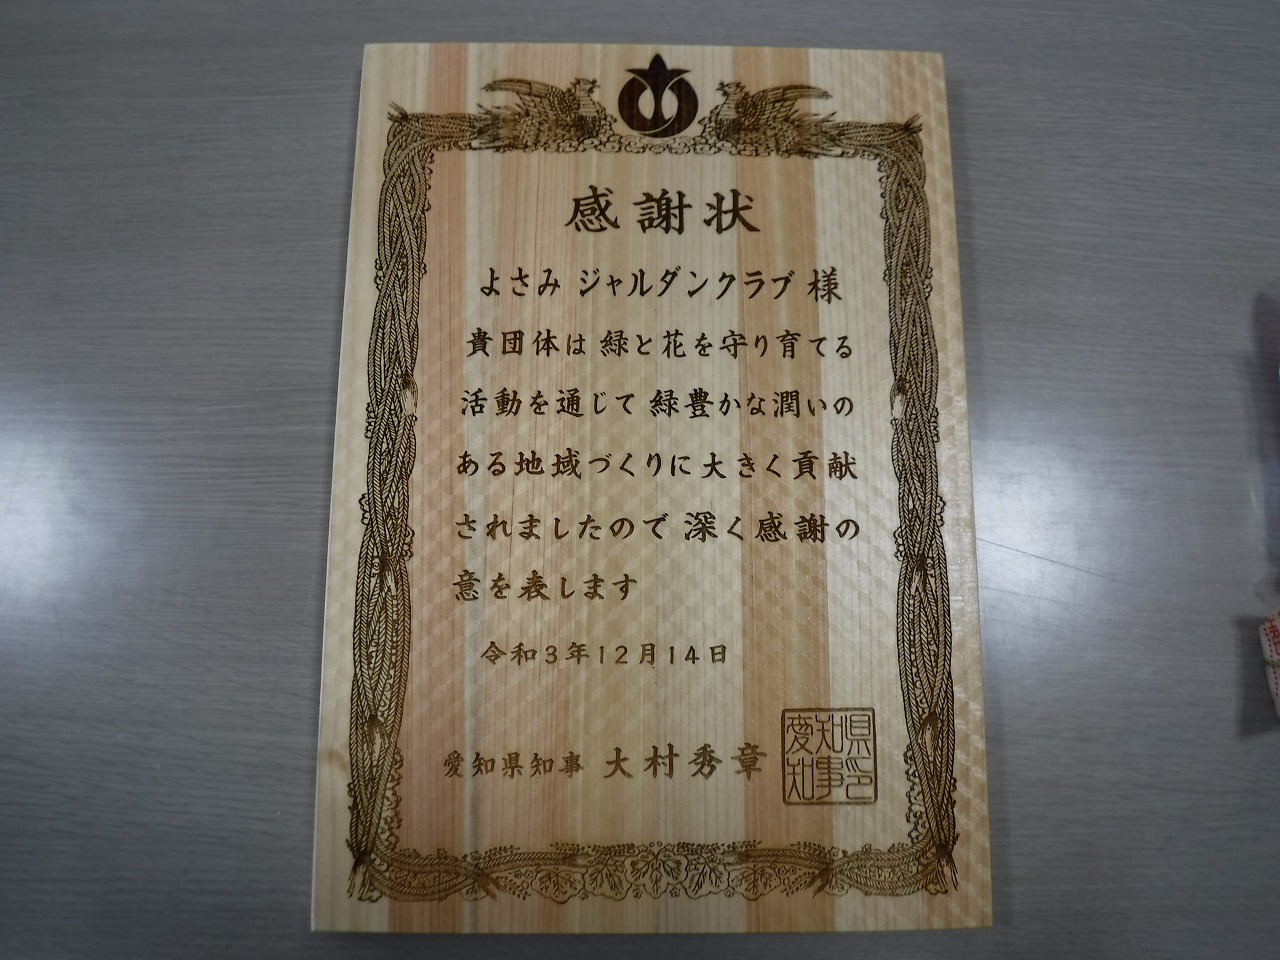 感謝状
よさみ ジャルダンクラブ 様
貴団体は 緑と花を守り育てる
活動を通じて 緑豊かな潤いの
ある地域づくりに 大きく貢献
されましたので 深く感謝の
意を表します
令和3年12月14日
愛知県知事 大村秀章
愛知県
知事印